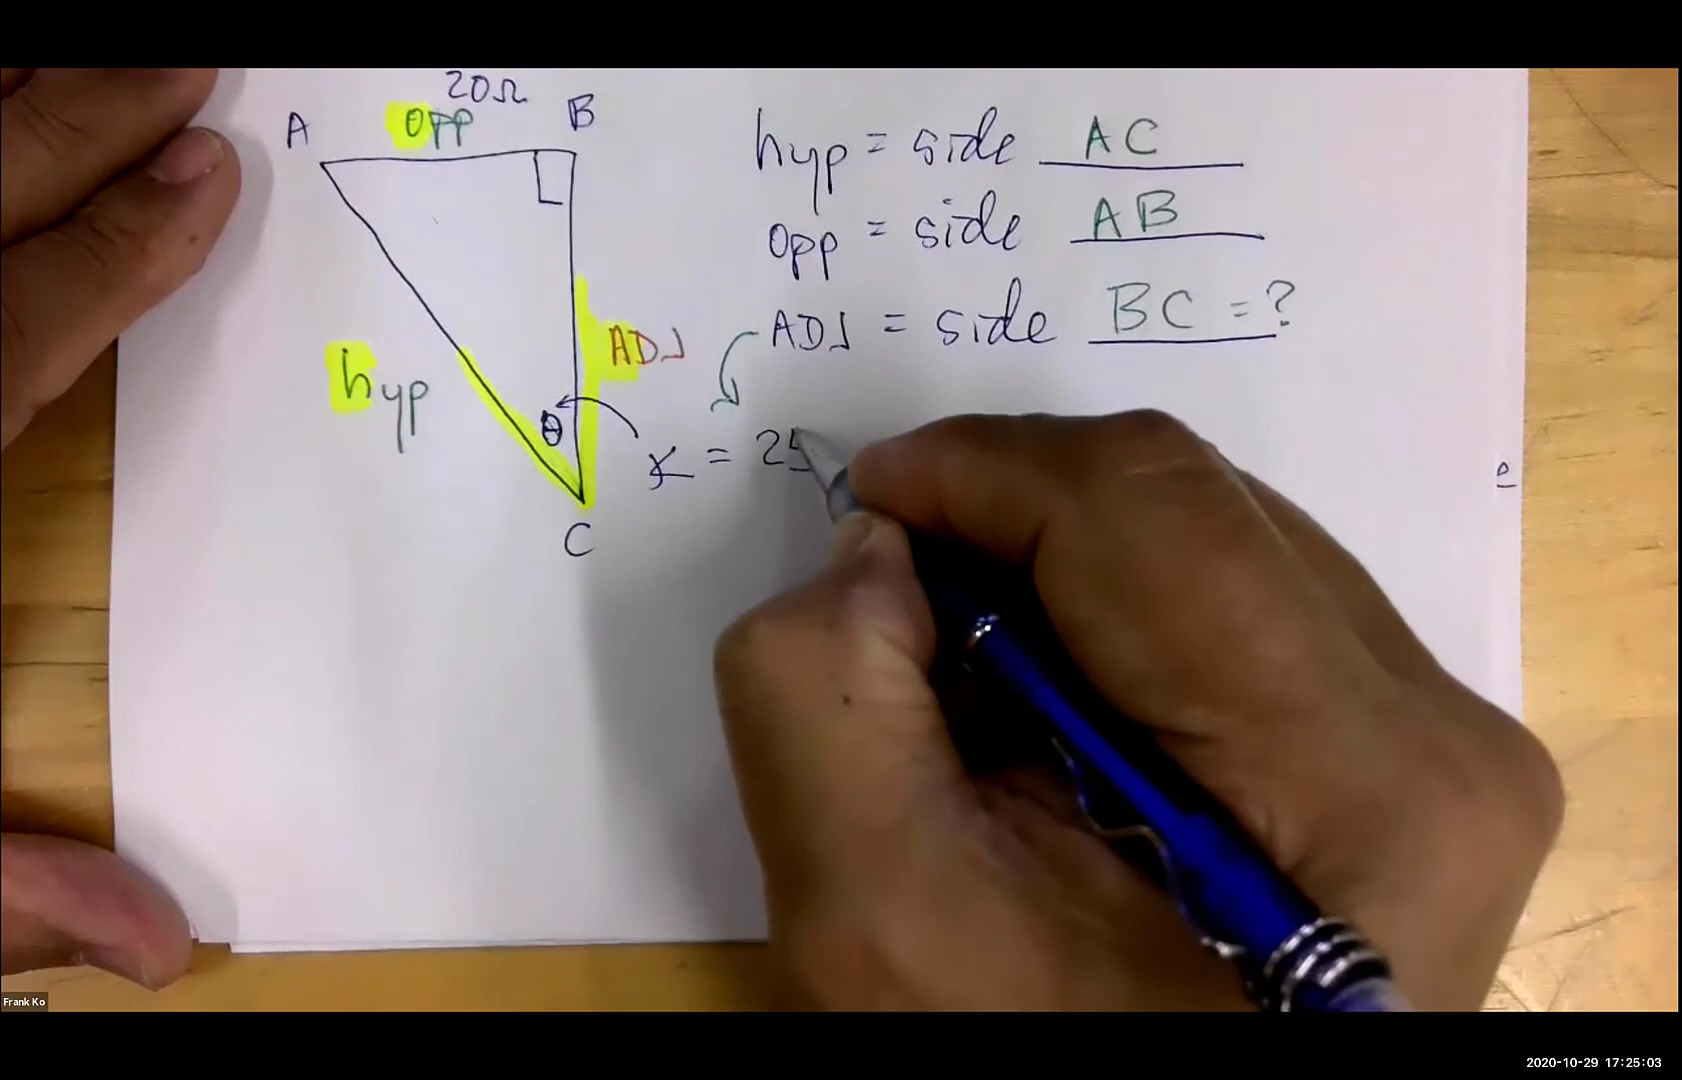 20Ω
A OPP B
hyp = side AC
opp = side AB
ADJ = side BC = ?
ADJ
hyp
θ
= 25
C
e
Frank Ko
2020-10-29 17:25:03